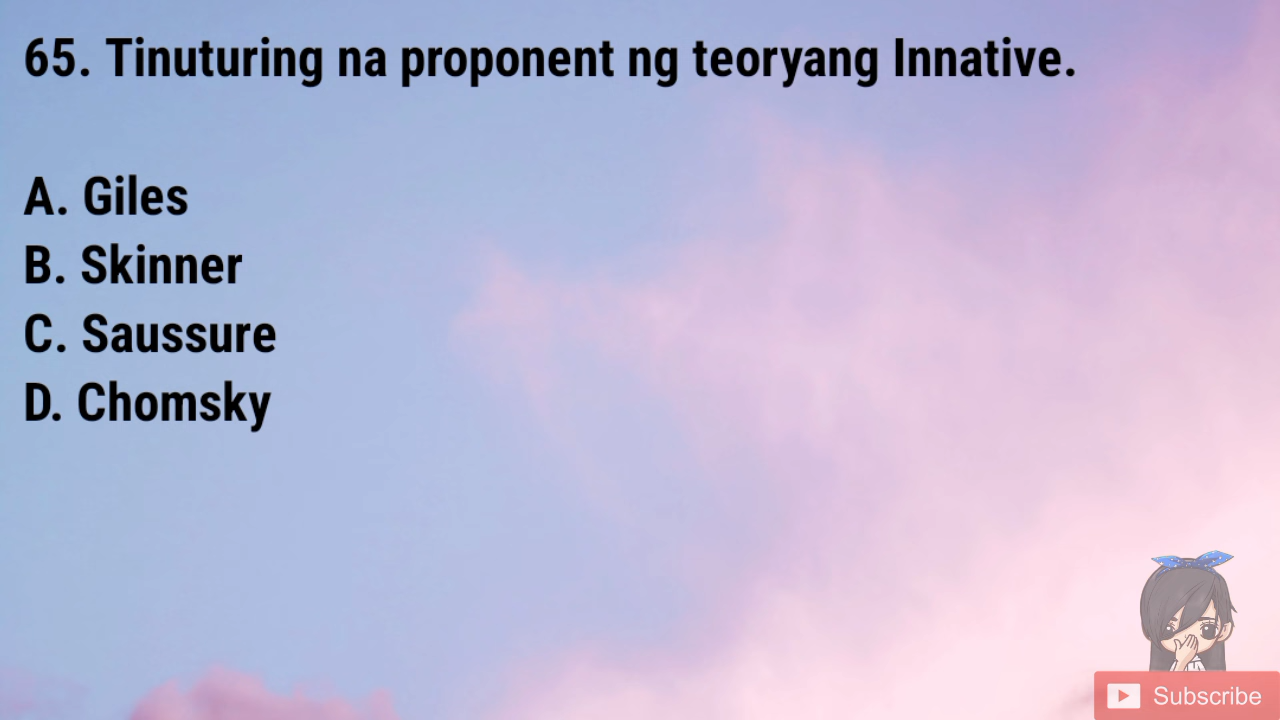 65. Tinuturing na proponent ng teoryang Innative.
A. Giles
B. Skinner
C. Saussure
D. Chomsky
Subscribe